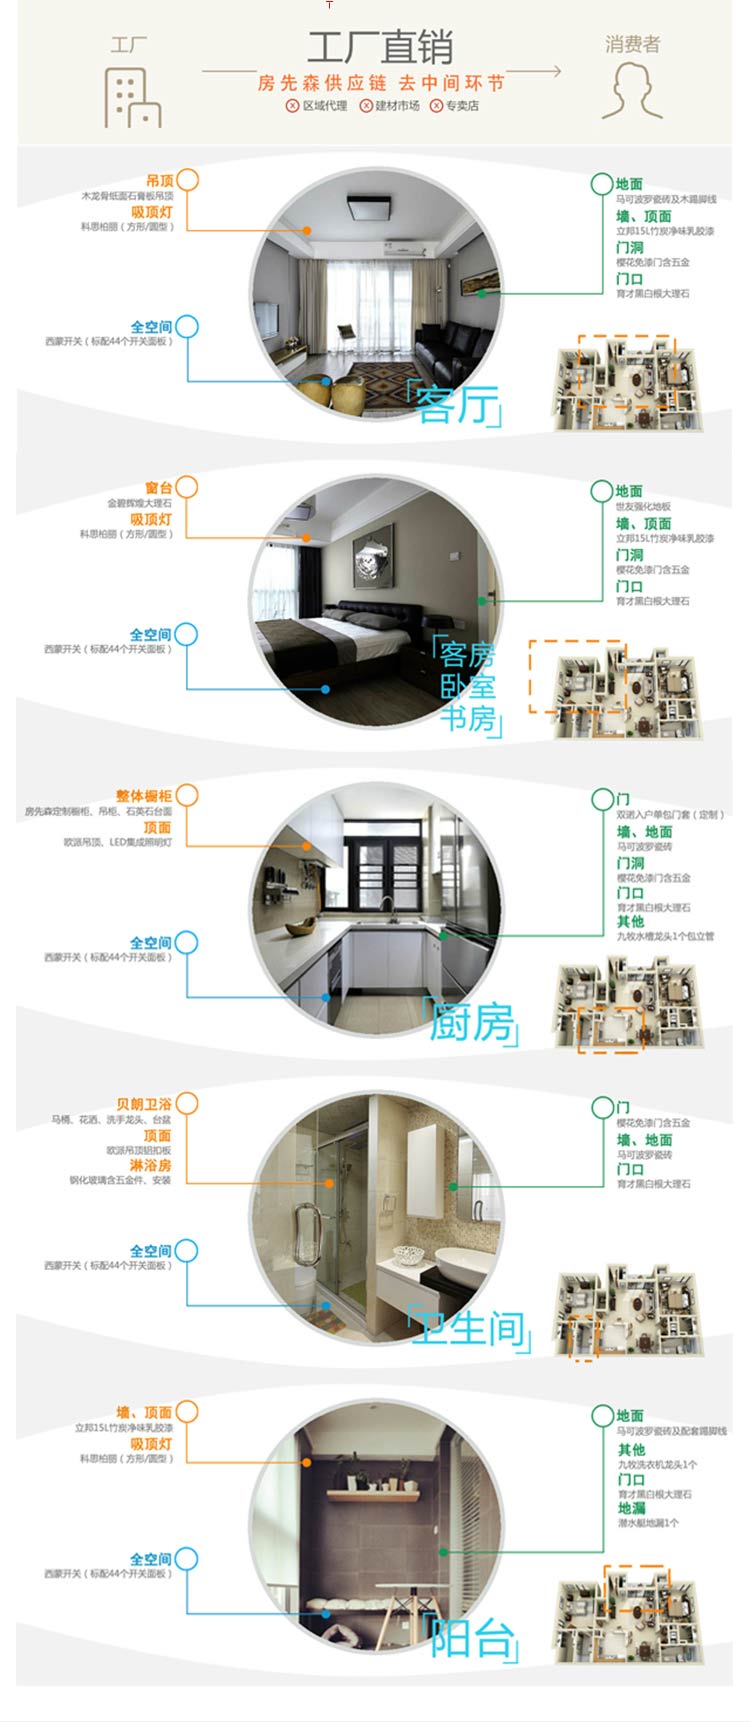 工厂
工厂直销
消费者
房先森供应链 去中间环节
区域代理 建材市场 专卖店
吊顶
木龙骨纸面石膏板吊顶
吸顶灯
科思柏丽（方形/圆型）
全空间
西蒙开关（标配44个开关面板）
地面
马可波罗瓷砖及木踢脚线
墙、顶面
立邦15L竹炭净味乳胶漆
门洞
樱花免漆门含五金
门口
育才黑白根大理石
「客厅」
窗台
金碧辉煌大理石
吸顶灯
科思柏丽（方形/圆型）
全空间
西蒙开关（标配44个开关面板）
地面
世友强化地板
墙、顶面
立邦15L竹炭净味乳胶漆
门洞
樱花免漆门含五金
门口
育才黑白根大理石
「客房
卧室
书房」
整体橱柜
房先森定制橱柜、吊柜、石英石台面
顶面
欧派吊顶、LED集成照明灯
全空间
西蒙开关（标配44个开关面板）
门
双诺入户单包门套（定制）
墙、地面
马可波罗瓷砖
门洞
樱花免漆门含五金
门口
育才黑白根大理石
其他
九牧水槽龙头1个包立管
「厨房」
贝朗卫浴
马桶、花洒、洗手龙头、台盆
顶面
欧派吊顶铝扣板
淋浴房
钢化玻璃含五金件、安装
全空间
西蒙开关（标配44个开关面板）
门
樱花免漆门含五金
墙、地面
马可波罗瓷砖
门口
育才黑白根大理石
「卫生间」
墙、顶面
立邦15L竹炭净味乳胶漆
吸顶灯
科思柏丽（方形/圆型）
全空间
西蒙开关（标配44个开关面板）
地面
马可波罗瓷砖及配套踢脚线
其他
九牧洗衣机龙头1个
门口
育才黑白根大理石
地漏
潜水艇地漏1个
「阳台」